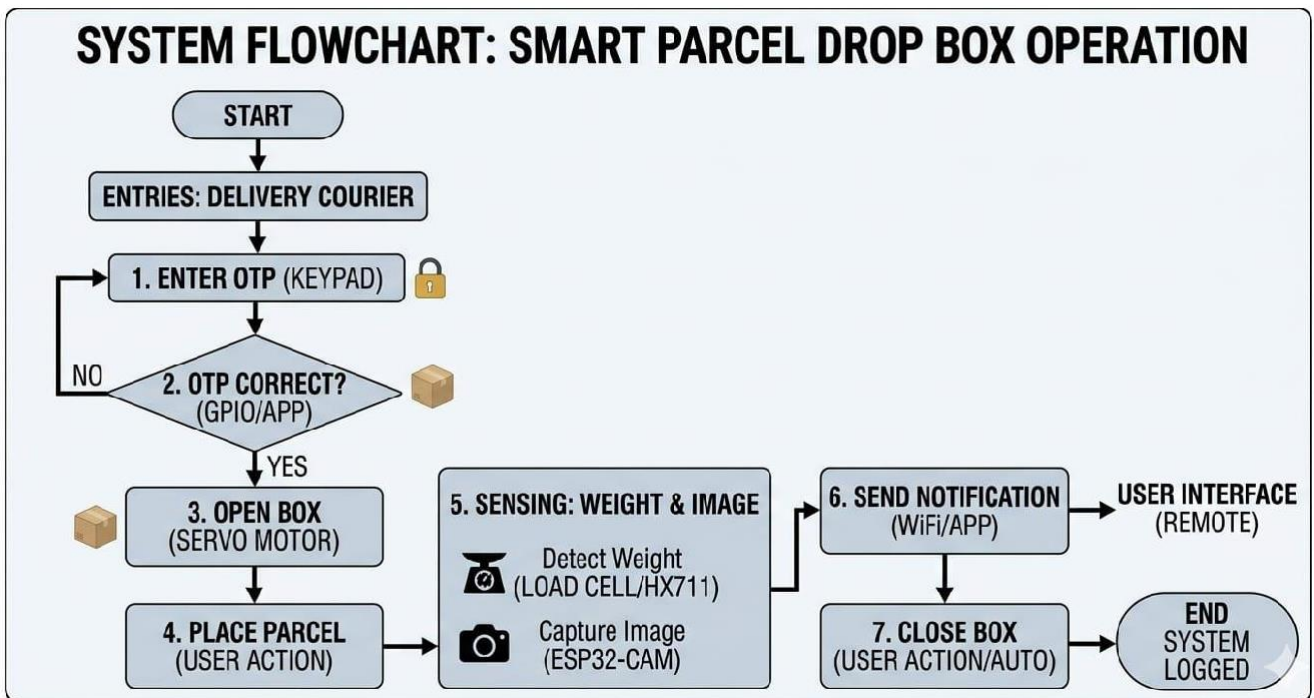 SYSTEM FLOWCHART: SMART PARCEL DROP BOX OPERATION
START
ENTRIES: DELIVERY COURIER
1. ENTER OTP (KEYPAD)
NO
2. OTP CORRECT?
(GPIO/APP)
YES
3. OPEN BOX
(SERVO MOTOR)
4. PLACE PARCEL
(USER ACTION)
5. SENSING: WEIGHT & IMAGE
Detect Weight
(LOAD CELL/HX711)
Capture Image
(ESP32-CAM)
6. SEND NOTIFICATION
(WiFi/APP)
USER INTERFACE
(REMOTE)
7. CLOSE BOX
(USER ACTION/AUTO)
END
SYSTEM
LOGGED